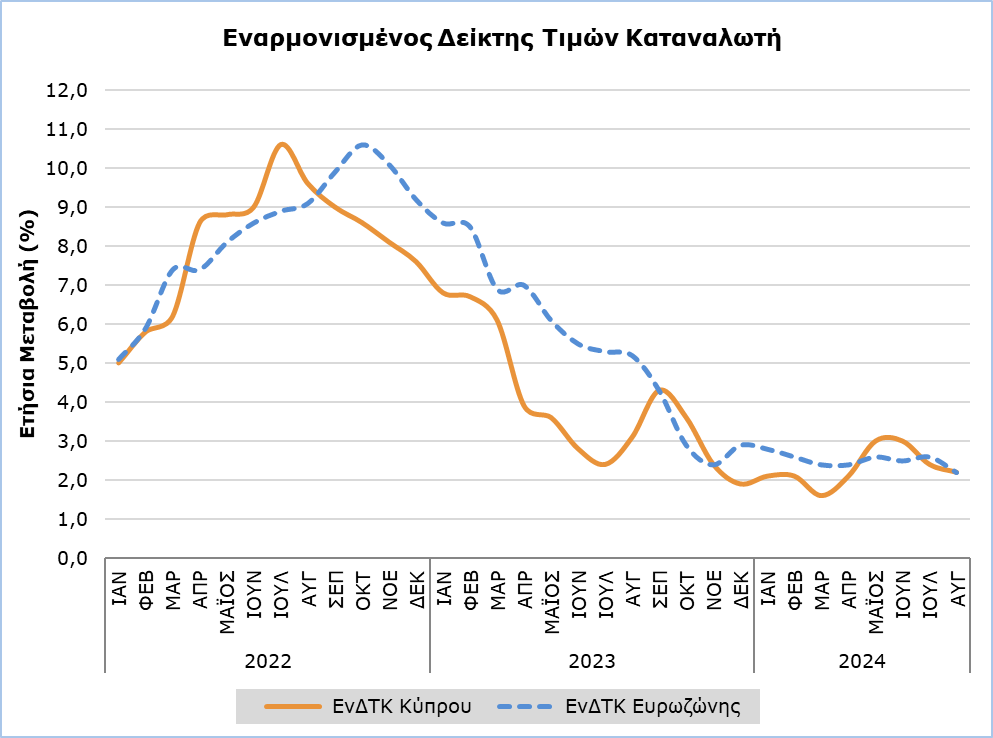 Εναρμονισμένος Δείκτης Τιμών Καταναλωτή
Ετήσια Μεταβολή (%)
12,0
11,0
10,0
9,0
8,0
7,0
6,0
5,0
4,0
3,0
2,0
1,0
0,0
ΙΑΝ ΦΕΒ ΜΑΡ ΑΠΡ ΜΑΪΟΣ ΙΟΥΝ ΙΟΥΛ ΑΥΓ ΣΕΠ ΟΚΤ ΝΟΕ ΔΕΚ ΙΑΝ ΦΕΒ ΜΑΡ ΑΠΡ ΜΑΪΟΣ ΙΟΥΝ ΙΟΥΛ ΑΥΓ ΣΕΠ ΟΚΤ ΝΟΕ ΔΕΚ ΙΑΝ ΦΕΒ ΜΑΡ ΑΠΡ ΜΑΪΟΣ ΙΟΥΝ ΙΟΥΛ ΑΥΓ
2022 2023 2024
ΕνΔΤΚ Κύπρου ΕνΔΤΚ Ευρωζώνης